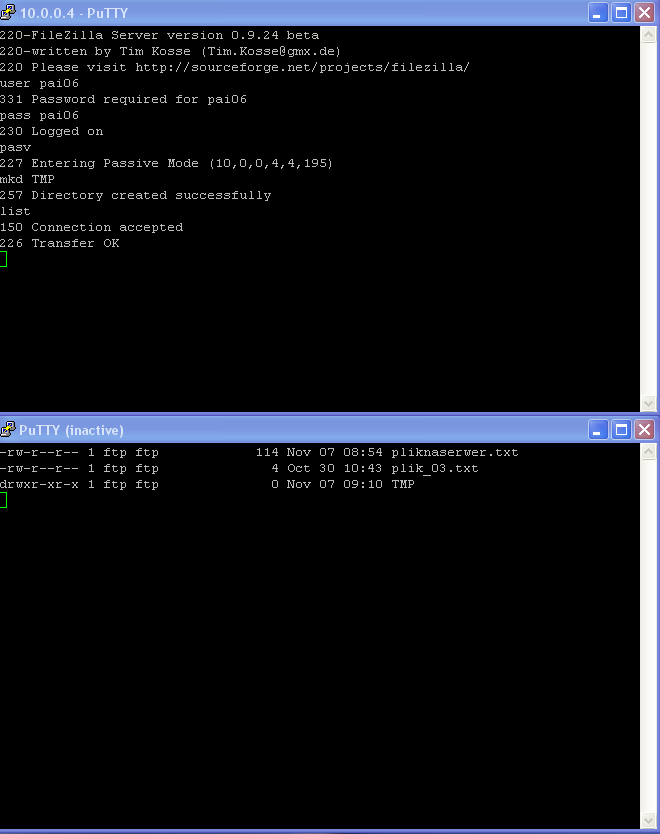 10.0.0.4 - PuTTY
220-FileZilla Server version 0.9.24 beta
220-written by Tim Kosse (Tim.Kosse@gmx.de)
220 Please visit http://sourceforge.net/projects/filezilla/
user pai06
331 Password required for pai06
pass pai06
230 Logged on
pasv
227 Entering Passive Mode (10,0,0,4,4,195)
mkd TMP
257 Directory created successfully
list
150 Connection accepted
226 Transfer OK
PuTTY (inactive)
-rw-r--r-- 1 ftp ftp            114 Nov 07 08:54 pliknaserwer.txt
-rw-r--r-- 1 ftp ftp              4 Oct 30 10:43 plik_03.txt
drwxr-xr-x 1 ftp ftp              0 Nov 07 09:10 TMP